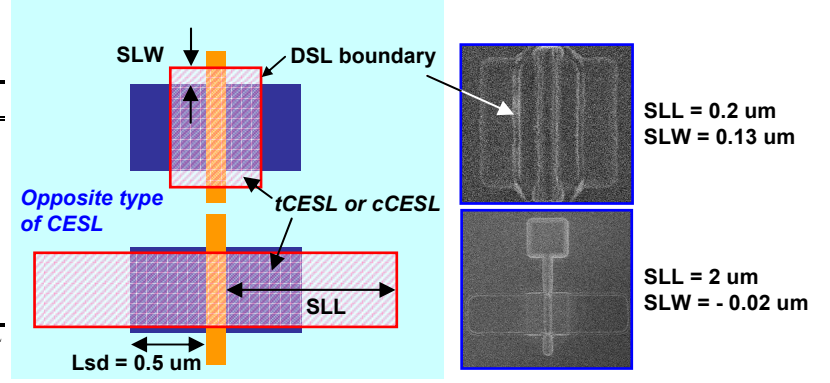 SLW
DSL boundary
SLL = 0.2 um
SLW = 0.13 um
Opposite type
of CESL
tCESL or cCESL
SLL
SLL = 2 um
SLW = - 0.02 um
Lsd = 0.5 um